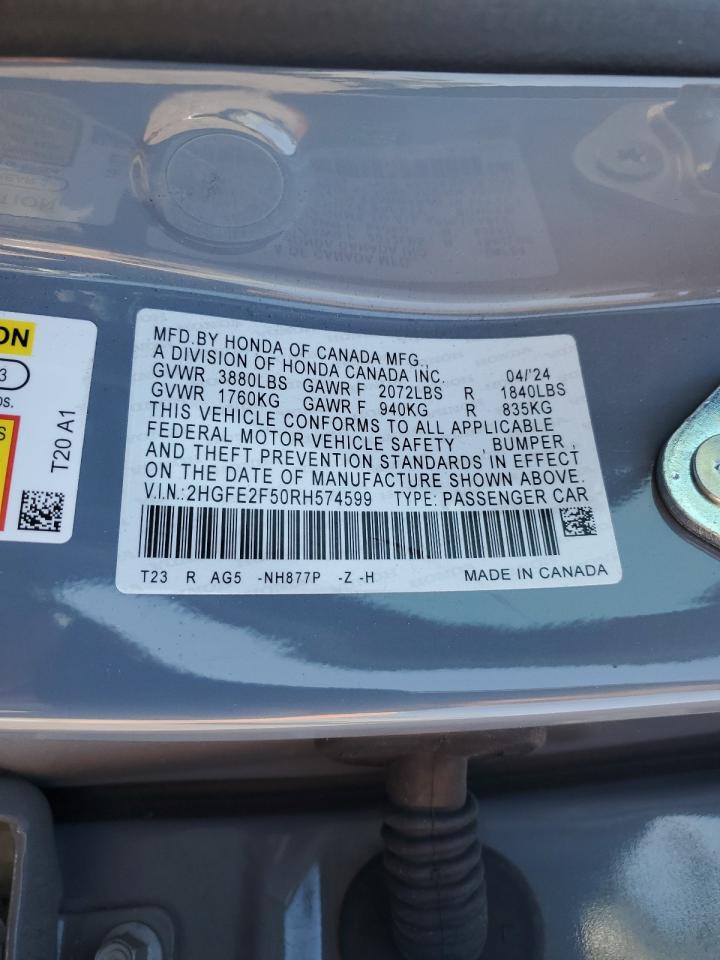 MFD.BY HONDA OF CANADA MFG.,
A DIVISION OF HONDA CANADA INC. 04/'24
GVWR 3880LBS GAWR F 2072LBS R 1840LBS
GVWR 1760KG GAWR F 940KG R 835KG
THIS VEHICLE CONFORMS TO ALL APPLICABLE
FEDERAL MOTOR VEHICLE SAFETY , BUMPER ,
AND THEFT PREVENTION STANDARDS IN EFFECT
ON THE DATE OF MANUFACTURE SHOWN ABOVE.
V.I.N.:2HGFE2F50RH574599 TYPE: PASSENGER CAR
T23 R AG5 -NH877P -Z -H MADE IN CANADA
ON
3
os.
S
T20 A1